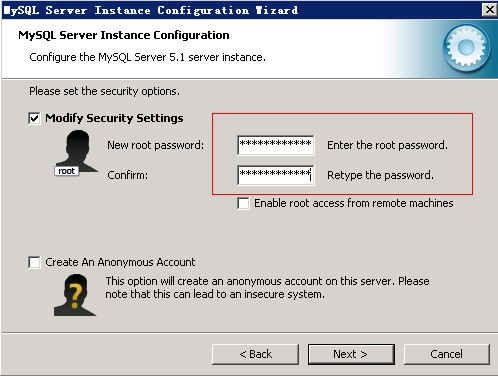 MySQL Server Instance Configuration Wizard
MySQL Server Instance Configuration
Configure the MySQL Server 5.1 server instance.
Please set the security options.
Modify Security Settings
New root password: ************ Enter the root password.
root
Confirm: ************ Retype the password.
Enable root access from remote machines
Create An Anonymous Account
This option will create an anonymous account on this server. Please
note that this can lead to an insecure system.
< Back Next > Cancel